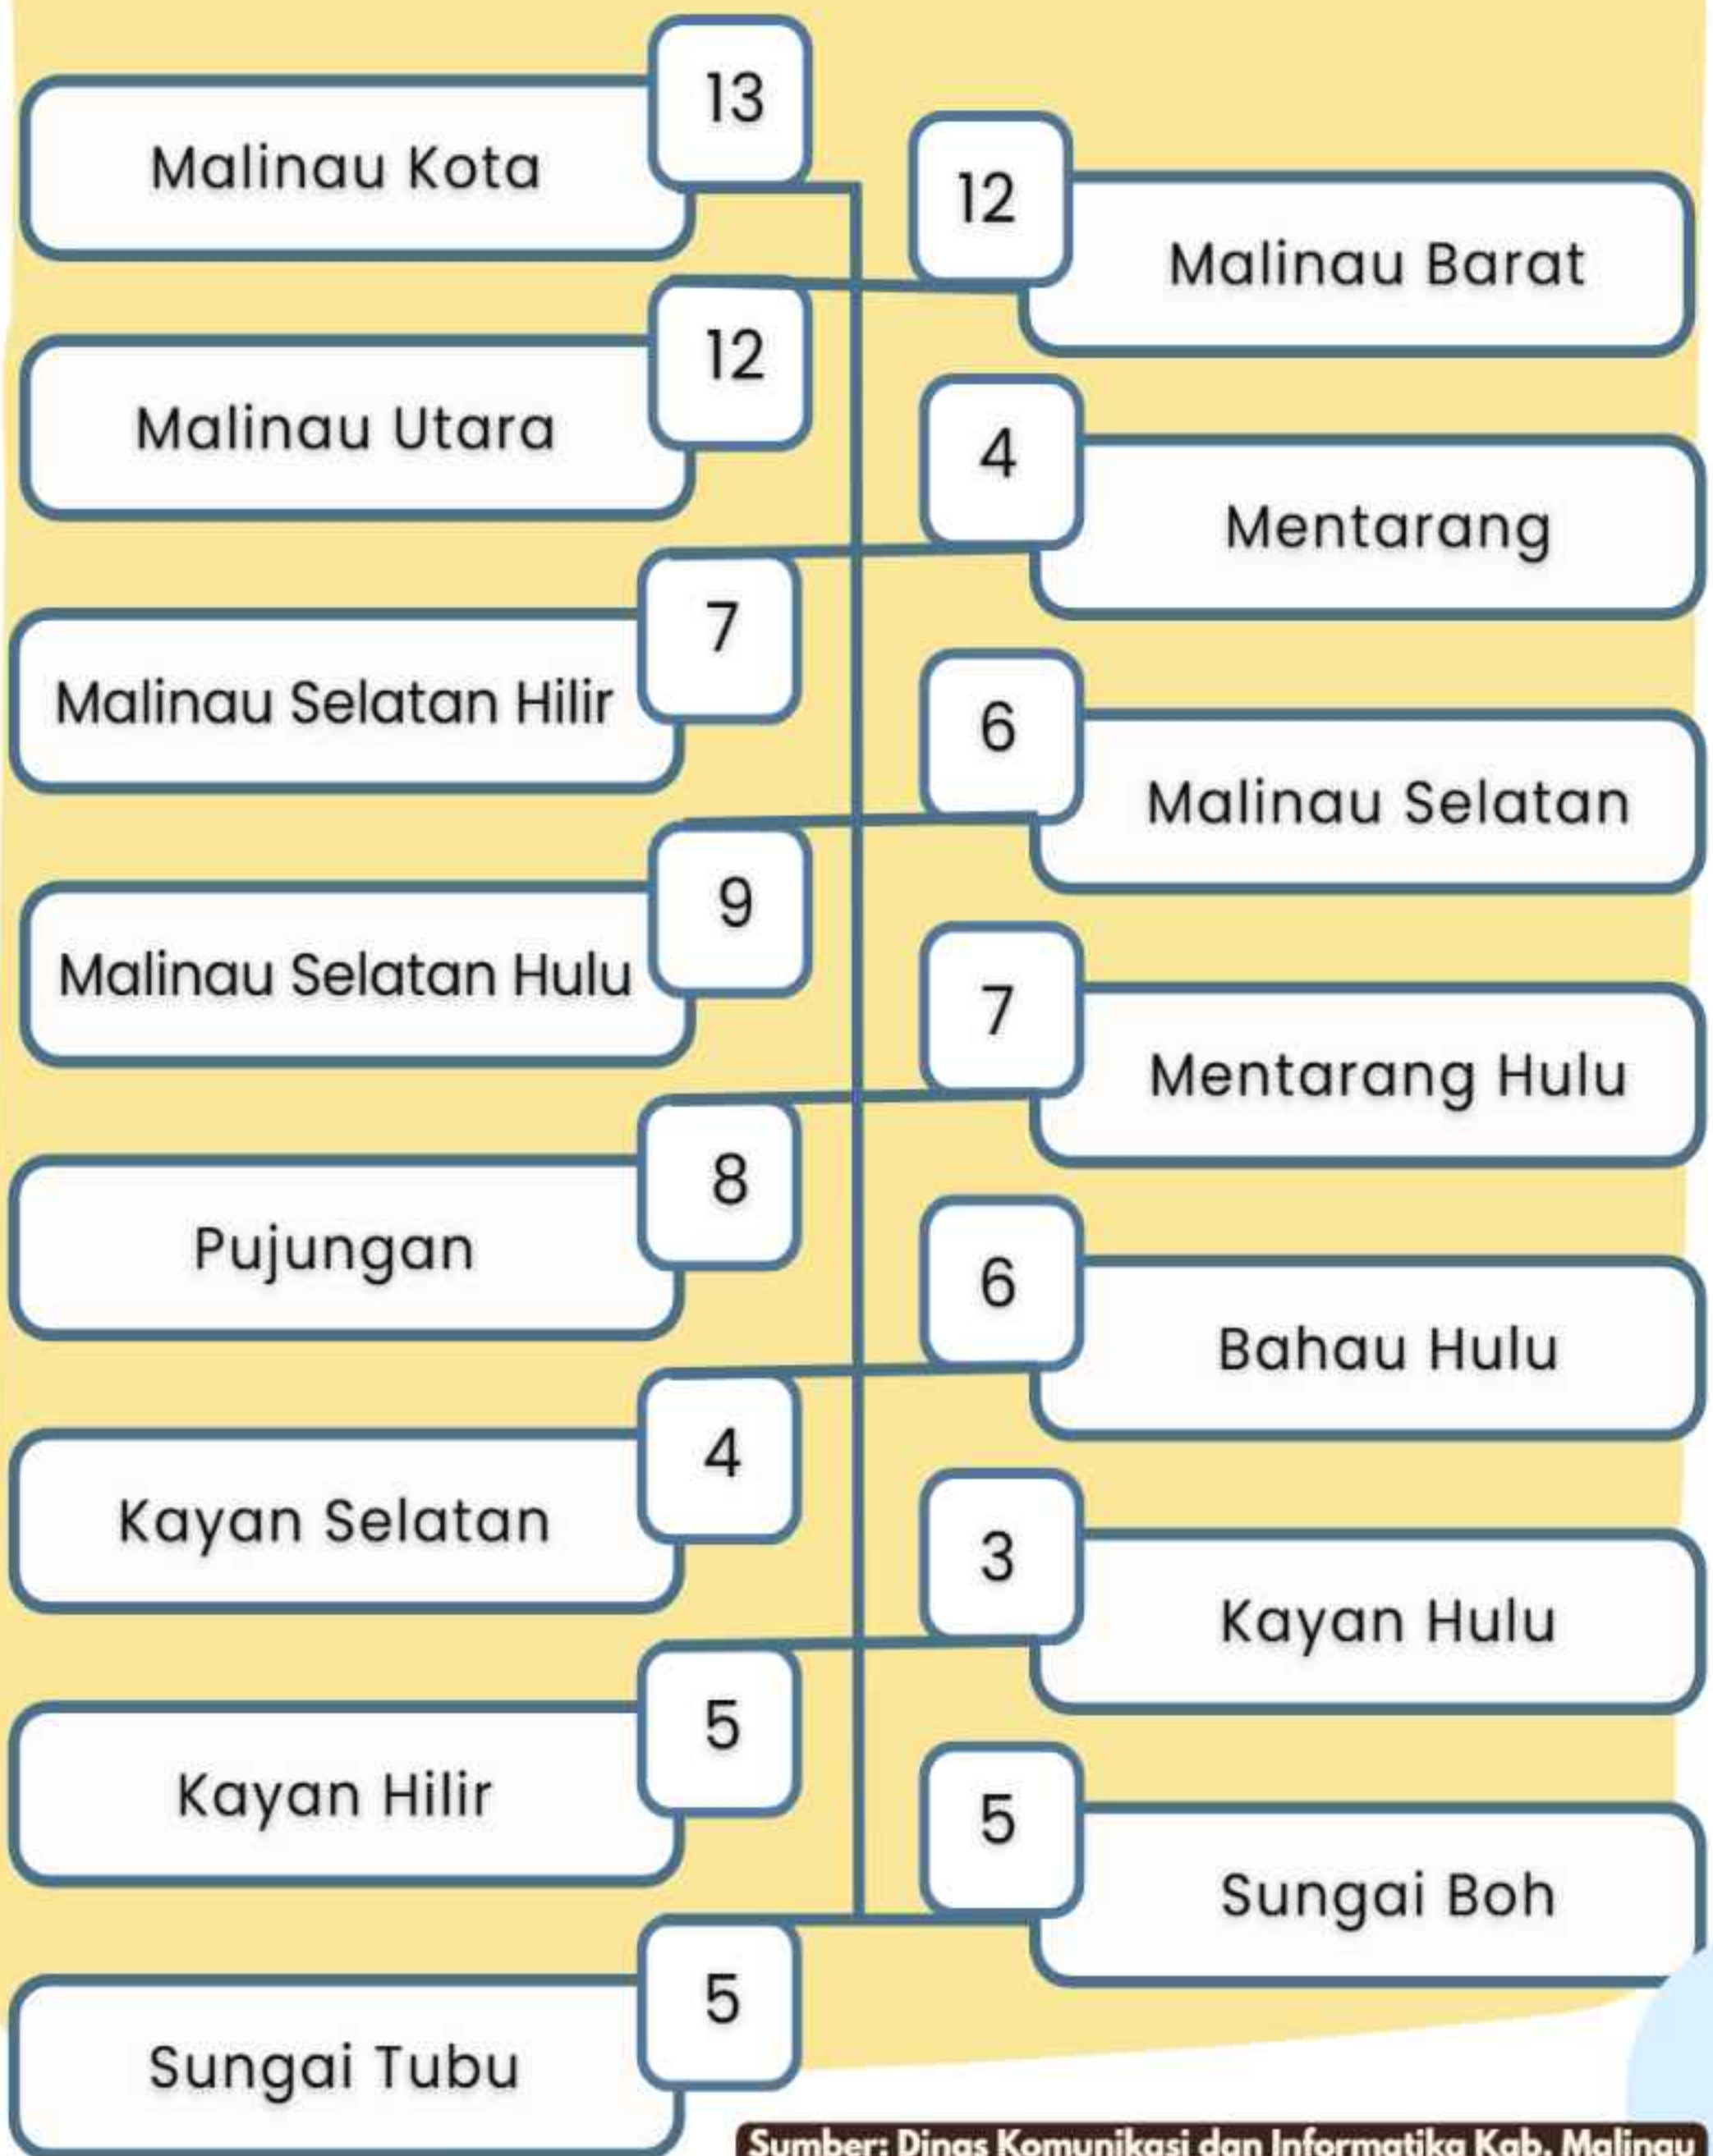 13
Malinau Kota
12
Malinau Barat
12
Malinau Utara
4
Mentarang
7
Malinau Selatan Hilir
6
Malinau Selatan
9
Malinau Selatan Hulu
7
Mentarang Hulu
8
Pujungan
6
Bahau Hulu
4
Kayan Selatan
3
Kayan Hulu
5
Kayan Hilir
5
Sungai Boh
5
Sungai Tubu
Sumber: Dinas Komunikasi dan Informatika Kab. Malinau